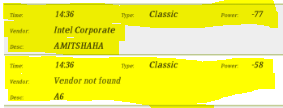 Time: 14:36 Type: Classic Power: -77
Vendor: Intel Corporate
Desc: AMITSHAHA
Time: 14:36 Type: Classic Power: -58
Vendor: Vendor not found
Desc: A6